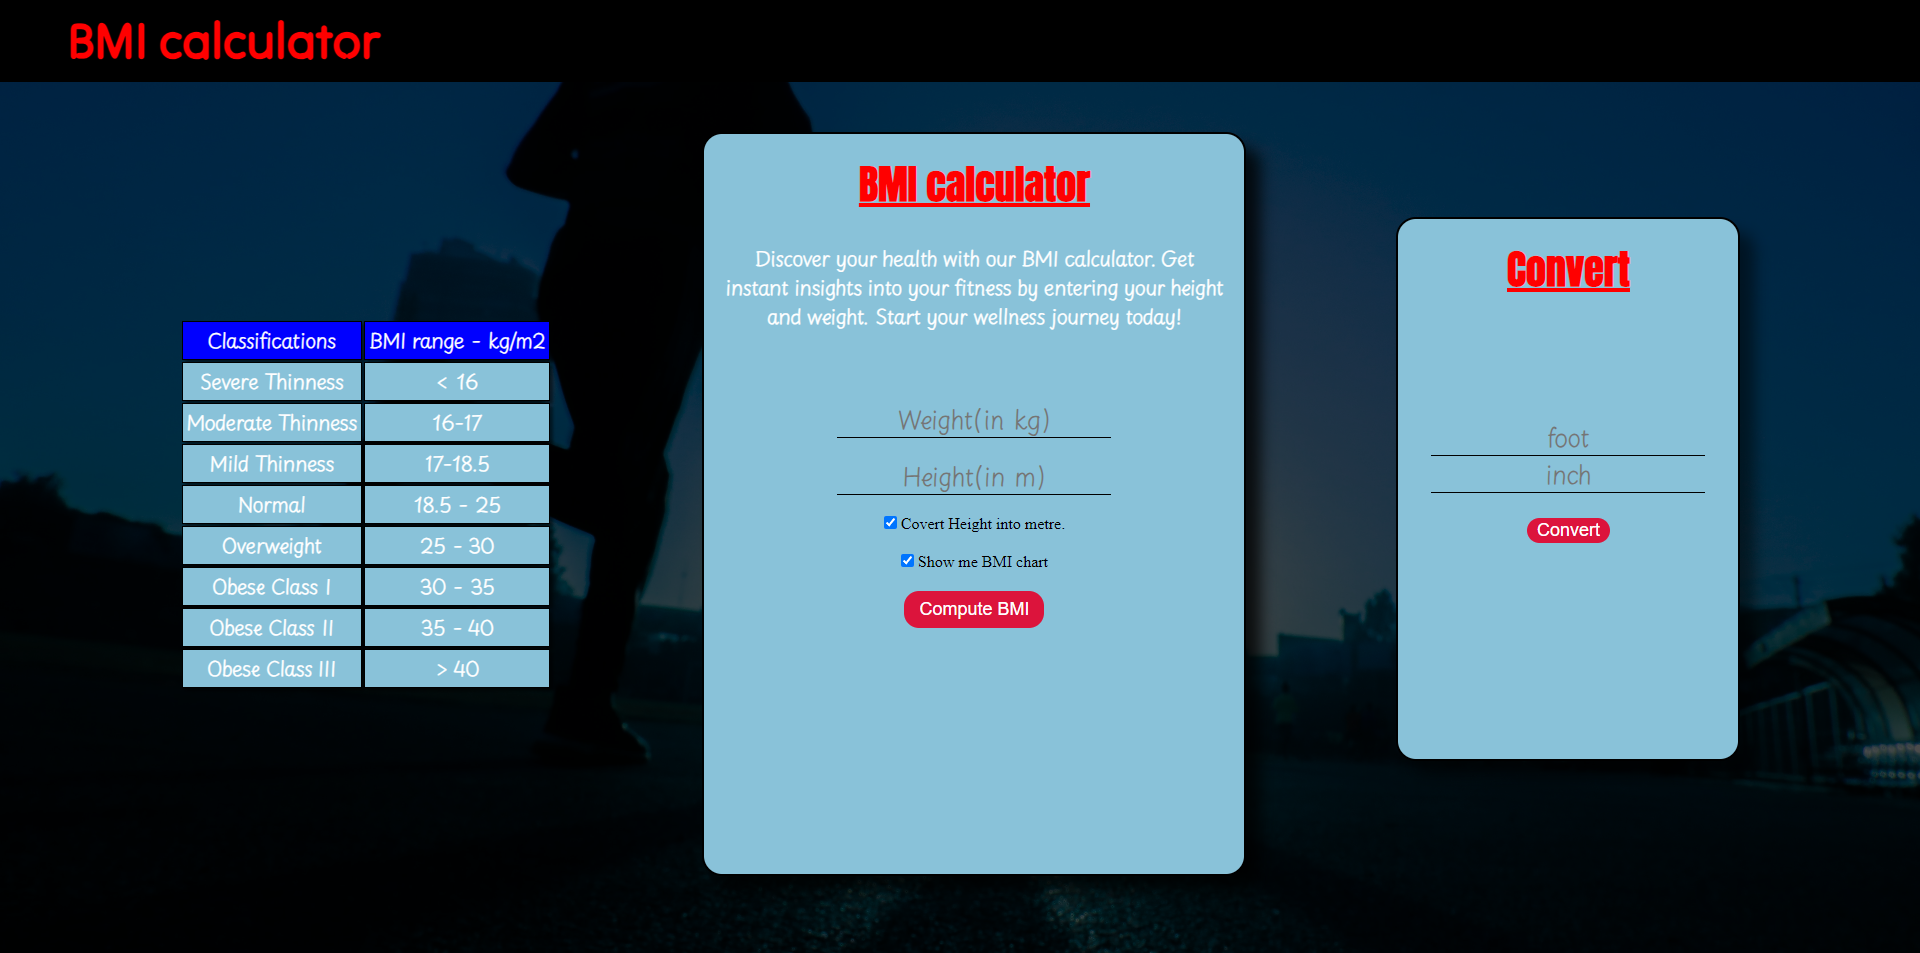 BMI calculator
Classifications BMI range - kg/m2
Severe Thinness < 16
Moderate Thinness 16-17
Mild Thinness 17-18.5
Normal 18.5 - 25
Overweight 25 - 30
Obese Class I 30 - 35
Obese Class II 35 - 40
Obese Class III > 40
BMI calculator
Discover your health with our BMI calculator. Get
instant insights into your fitness by entering your height
and weight. Start your wellness journey today!
Weight(in kg)
Height(in m)
Covert Height into metre.
Show me BMI chart
Compute BMI
Convert
foot
inch
Convert